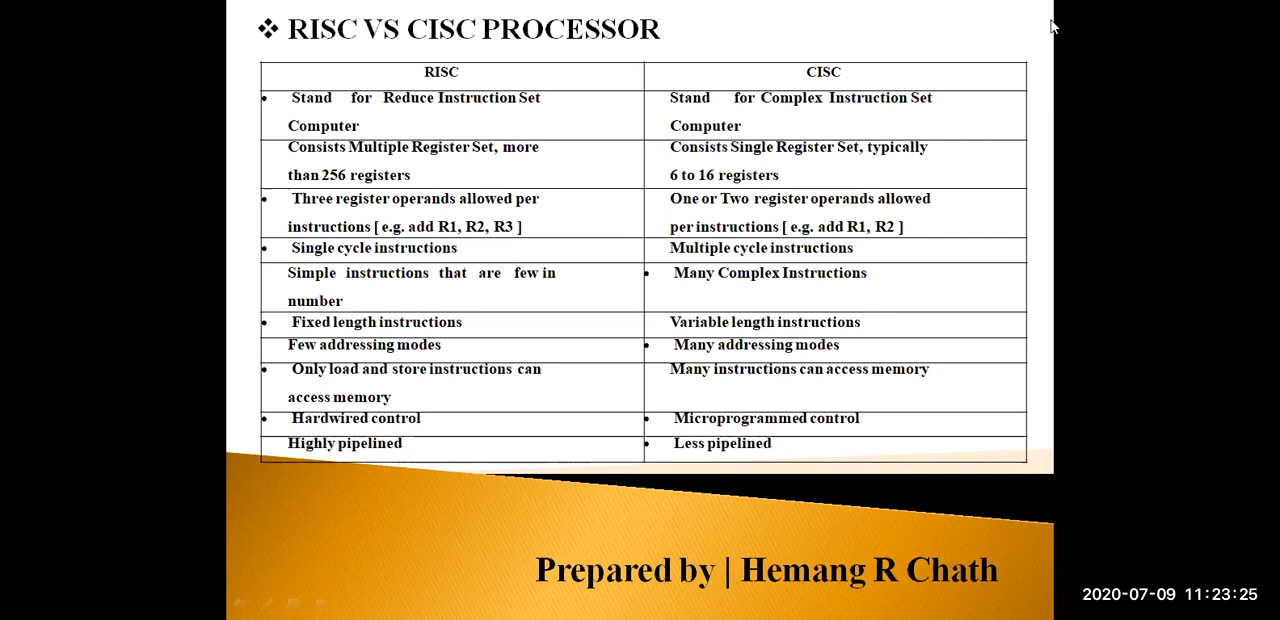 ❖ RISC VS CISC PROCESSOR
RISC
CISC
• Stand for Reduce Instruction Set
Computer
Stand for Complex Instruction Set
Computer
Consists Multiple Register Set, more
than 256 registers
Consists Single Register Set, typically
6 to 16 registers
• Three register operands allowed per
instructions [ e.g. add R1, R2, R3 ]
One or Two register operands allowed
per instructions [ e.g. add R1, R2 ]
• Single cycle instructions
Multiple cycle instructions
Simple instructions that are few in
number
• Many Complex Instructions
• Fixed length instructions
Variable length instructions
Few addressing modes
• Many addressing modes
• Only load and store instructions can
access memory
Many instructions can access memory
• Hardwired control
• Microprogrammed control
Highly pipelined
• Less pipelined
Prepared by | Hemang R Chath
2020-07-09 11:23:25